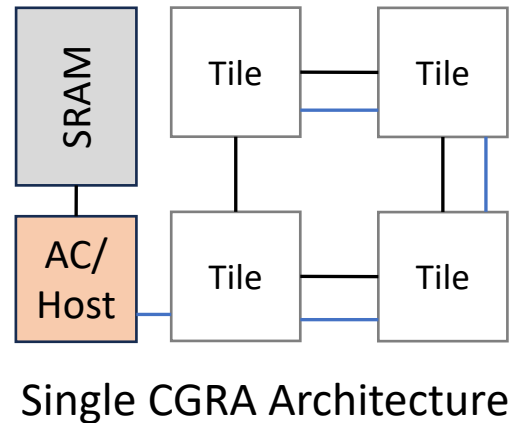 SRAM
Tile
Tile
AC/
Host
Tile
Tile
Single CGRA Architecture